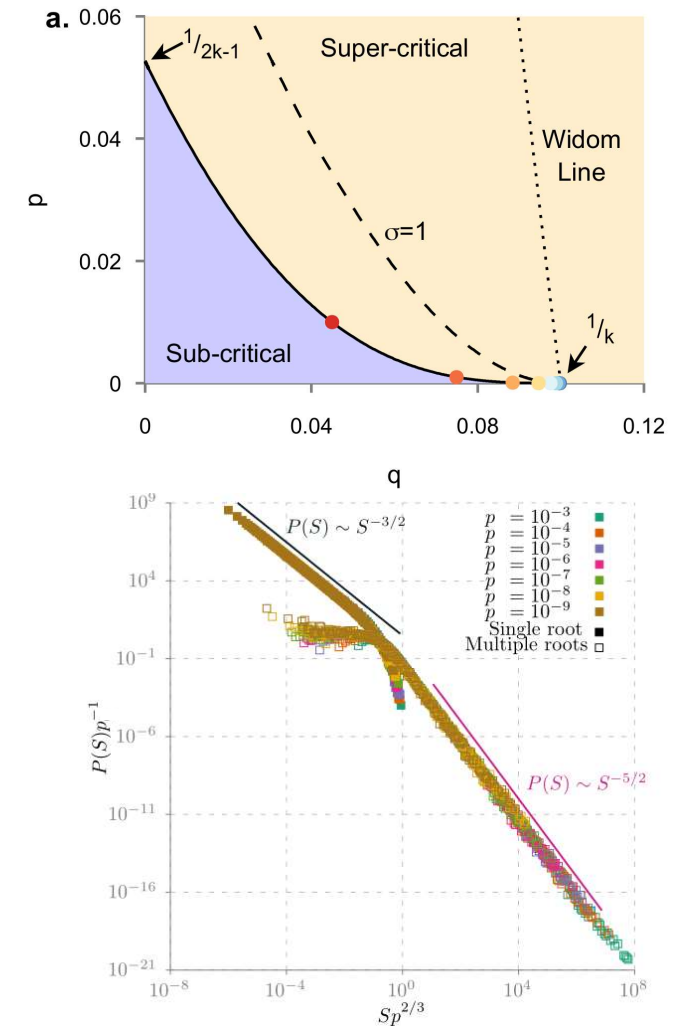 a.
0.06
0.04
0.02
0
p
1/2k-1
Super-critical
Widom
Line
σ=1
1/k
Sub-critical
0
0.04
0.08
0.12
q
10^9
10^4
10^-1
10^-6
10^-11
10^-16
10^-21
P(S)p^-1
P(S) ∼ S^-3/2
p = 10^-3
p = 10^-4
p = 10^-5
p = 10^-6
p = 10^-7
p = 10^-8
p = 10^-9
Single root
Multiple roots
P(S) ∼ S^-5/2
10^-8
10^-4
10^0
10^4
10^8
Sp^2/3